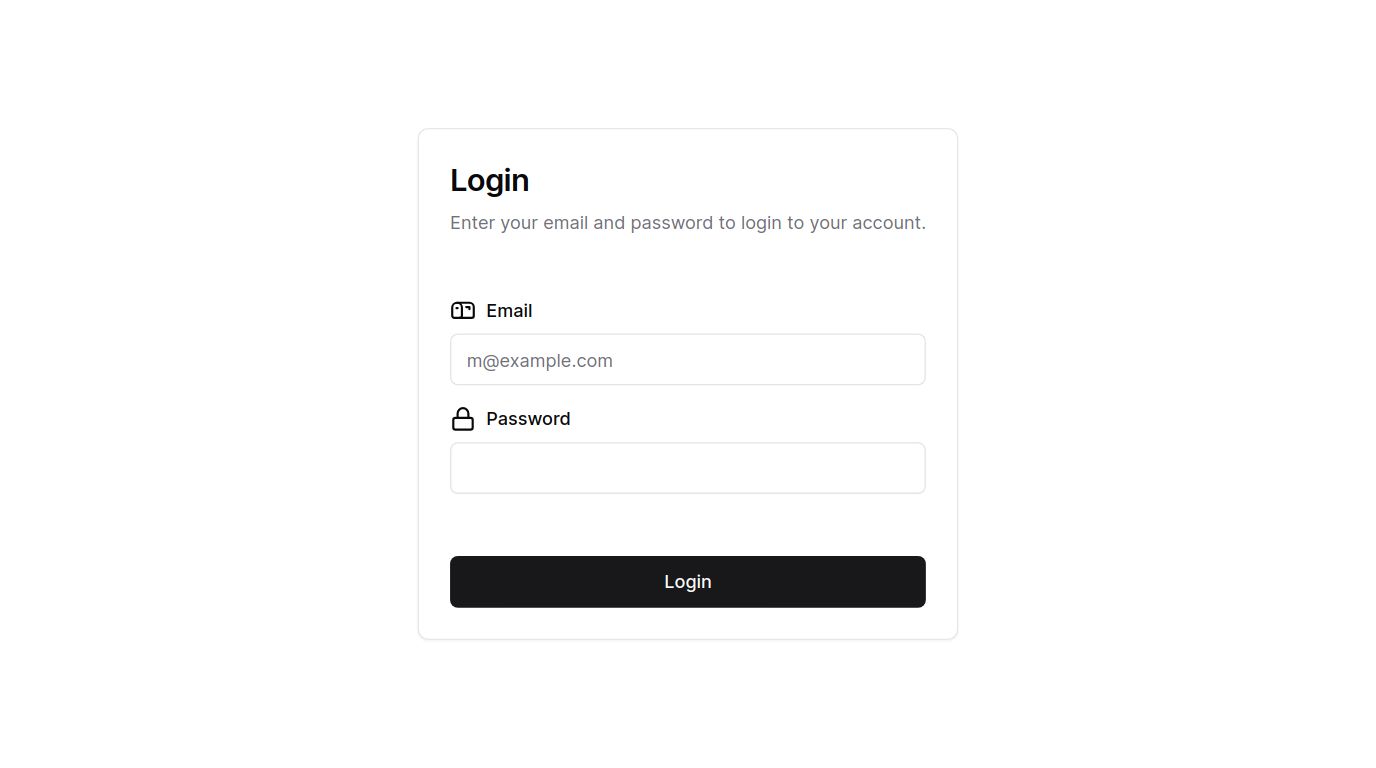 Login
Enter your email and password to login to your account.
Email
m@example.com
Password
Login